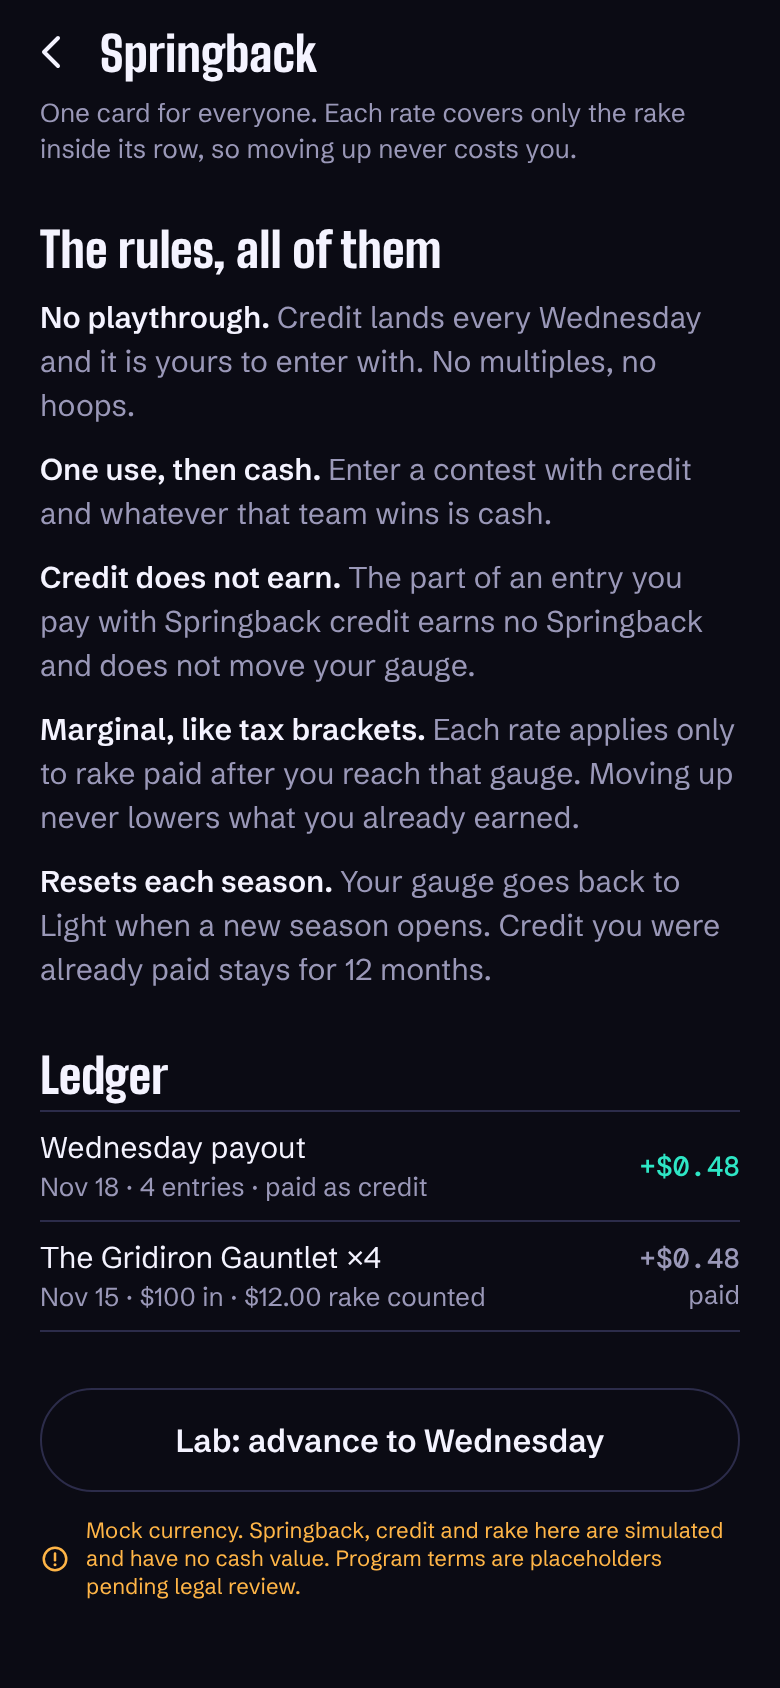 Springback
One card for everyone. Each rate covers only the rake
inside its row, so moving up never costs you.
The rules, all of them
No playthrough. Credit lands every Wednesday
and it is yours to enter with. No multiples, no
hoops.
One use, then cash. Enter a contest with credit
and whatever that team wins is cash.
Credit does not earn. The part of an entry you
pay with Springback credit earns no Springback
and does not move your gauge.
Marginal, like tax brackets. Each rate applies only
to rake paid after you reach that gauge. Moving up
never lowers what you already earned.
Resets each season. Your gauge goes back to
Light when a new season opens. Credit you were
already paid stays for 12 months.
Ledger
Wednesday payout
+$0.48
Nov 18 · 4 entries · paid as credit
The Gridiron Gauntlet ×4
+$0.48
Nov 15 · $100 in · $12.00 rake counted
paid
Lab: advance to Wednesday
Mock currency. Springback, credit and rake here are simulated
and have no cash value. Program terms are placeholders
pending legal review.